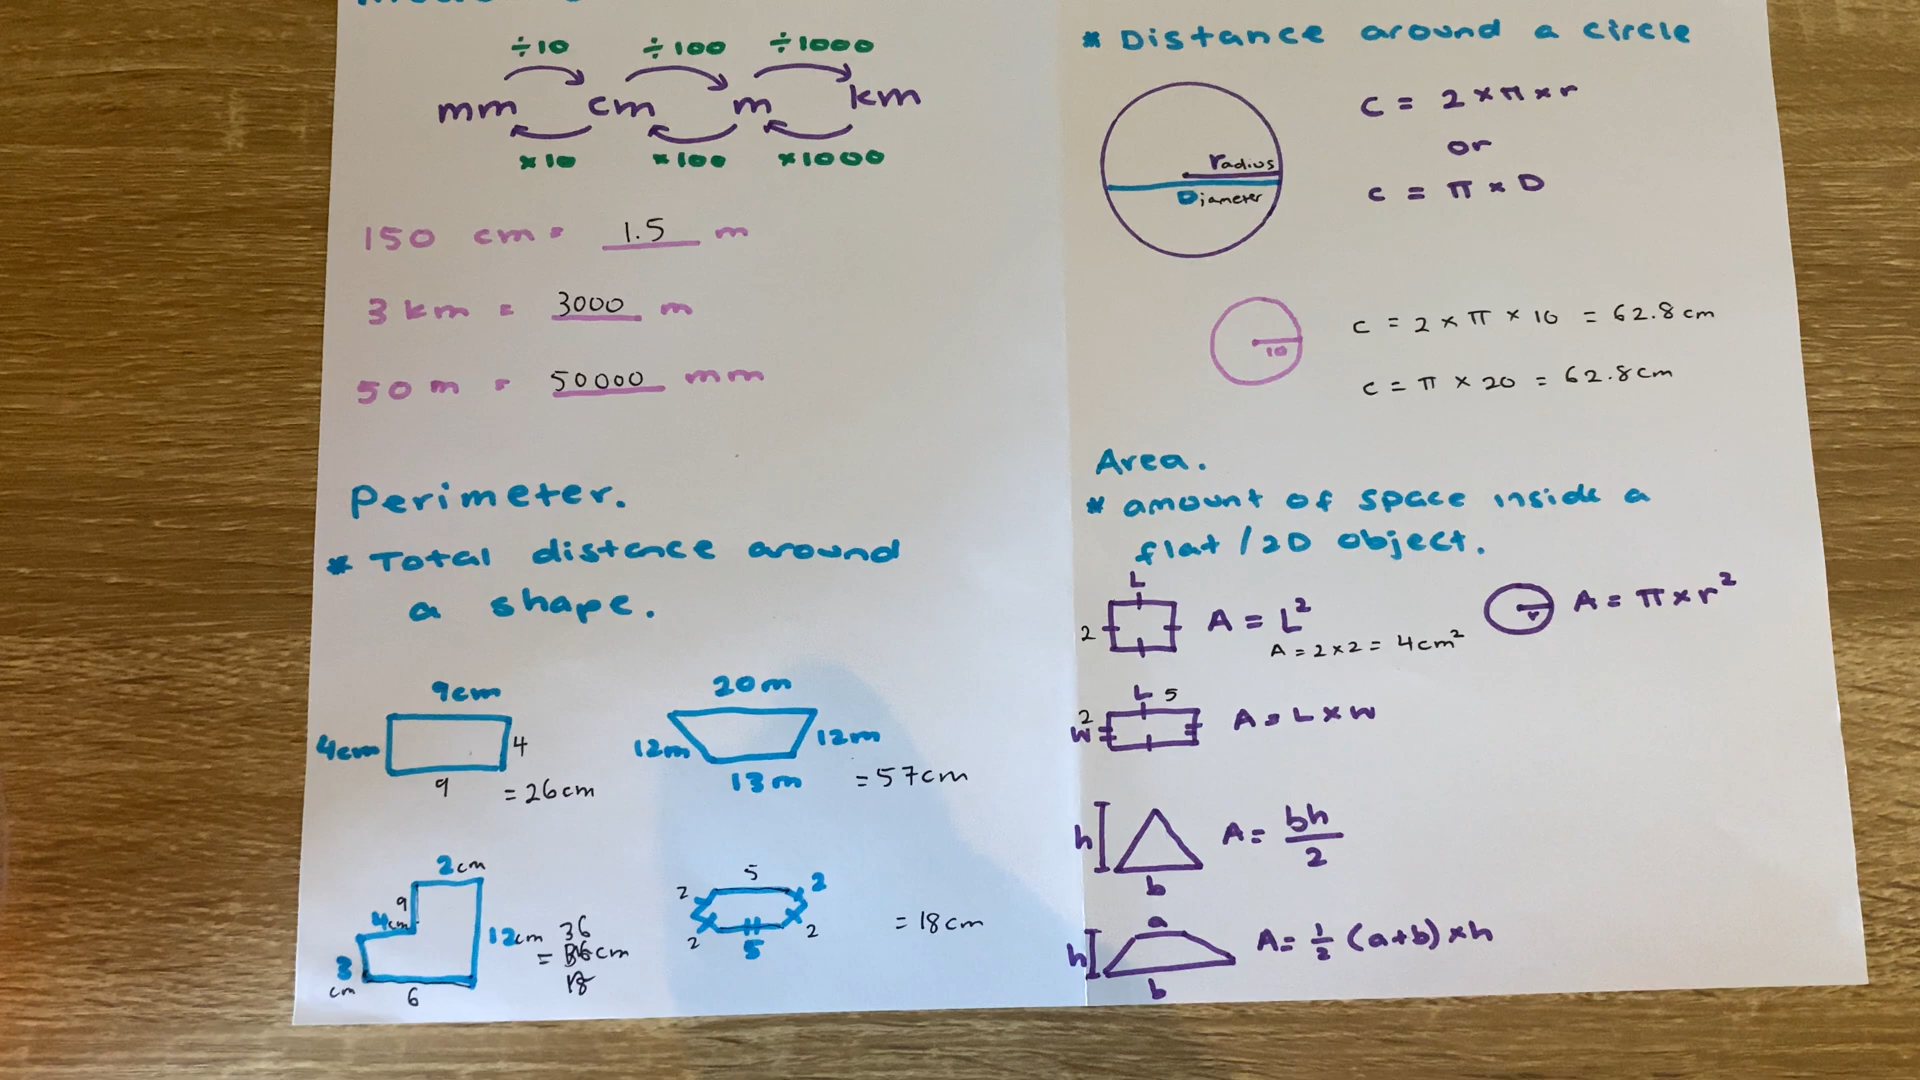 ÷10 ÷100 ÷1000
mm cm m km
×10 ×100 ×1000
150 cm = 1.5 m
3 km = 3000 m
50 m = 50000 mm
Perimeter.
* Total distance around
a shape.
9cm
4cm 4
9
= 26cm
20m
12m 12m
13m
= 57cm
2cm
9
4cm
12cm
3
cm
6
36
= cm
18
5
2 2
2 2
5
= 18cm
* Distance around a circle
radius
Diameter
C = 2×π×r
or
C = π × D
10
C = 2 × π × 10 = 62.8cm
C = π × 20 = 62.8cm
Area.
* amount of space inside a
flat / 2D object.
L
2
A = L²
A = 2×2 = 4cm²
r
A = π×r²
L 5
2
W
A = L×W
h
b
A = bh/2
a
h
b
A = ½ (a+b)×h